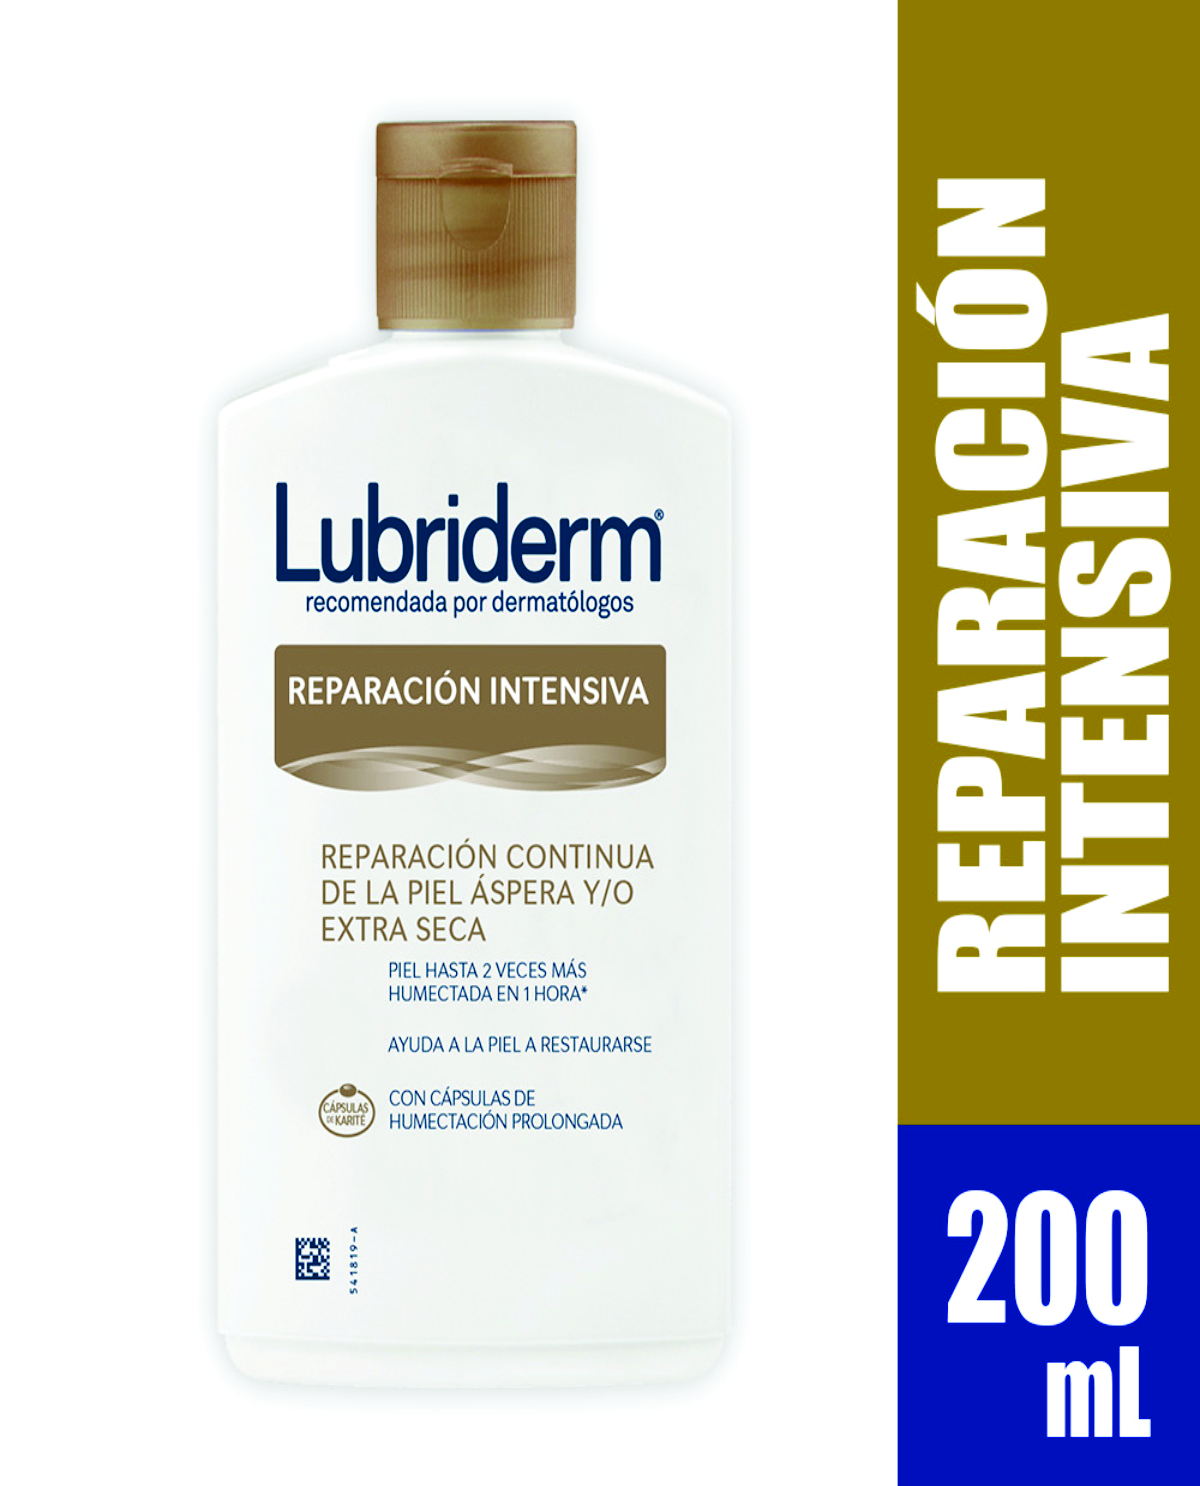 Lubriderm®
recomendada por dermatólogos
REPARACIÓN INTENSIVA
REPARACIÓN CONTINUA
DE LA PIEL ÁSPERA Y/O
EXTRA SECA
PIEL HASTA 2 VECES MÁS
HUMECTADA EN 1 HORA*
AYUDA A LA PIEL A RESTAURARSE
CÁPSULAS
DE KARITÉ
CON CÁPSULAS DE
HUMECTACIÓN PROLONGADA
541819-A
REPARACIÓN
INTENSIVA
200
mL